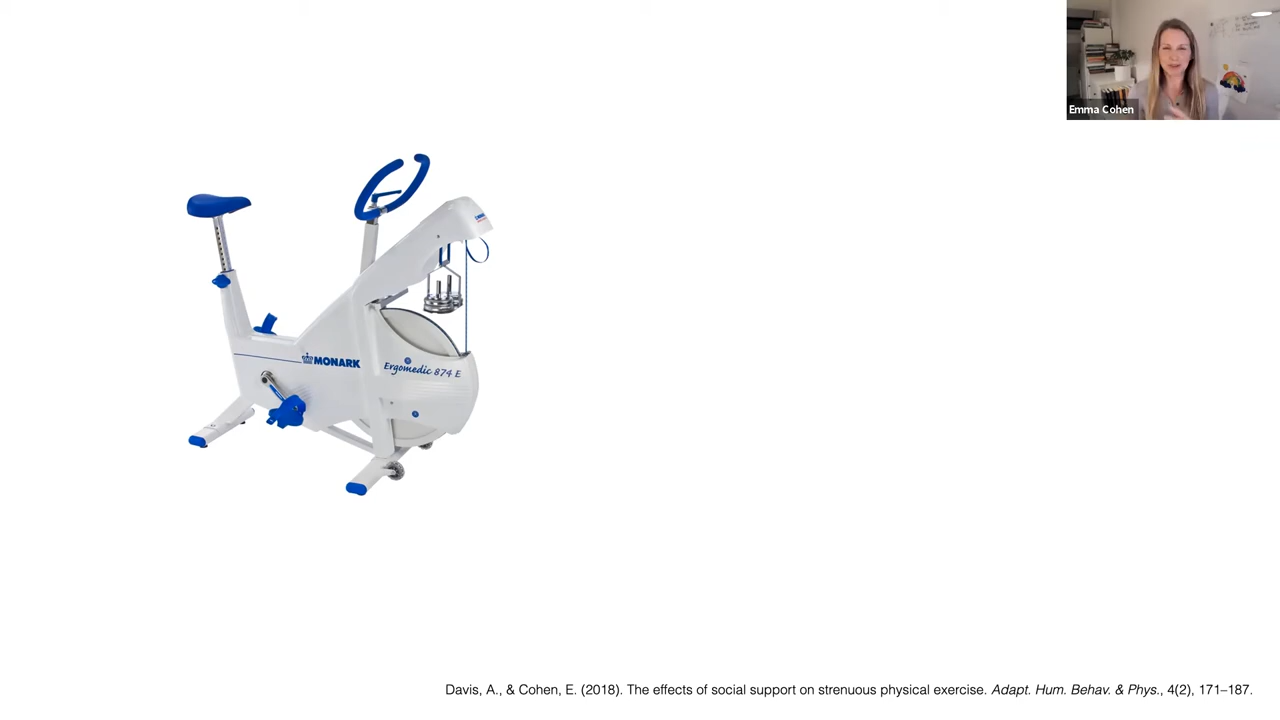 Emma Cohen
MONARK
Ergomedic 874 E
Davis, A., & Cohen, E. (2018). The effects of social support on strenuous physical exercise. Adapt. Hum. Behav. & Phys., 4(2), 171–187.